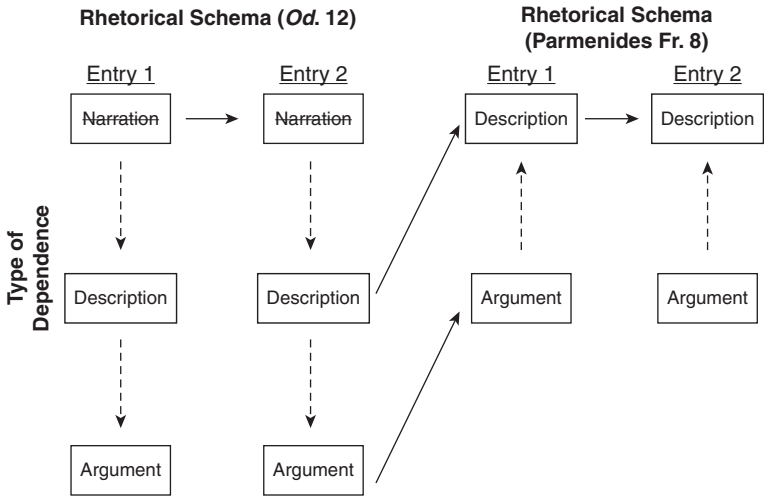 Rhetorical Schema (Od. 12)
Rhetorical Schema
(Parmenides Fr. 8)
Entry 1
Entry 2
Entry 1
Entry 2
Narration
Narration
Description
Description
Type of
Dependence
Description
Description
Argument
Argument
Argument
Argument